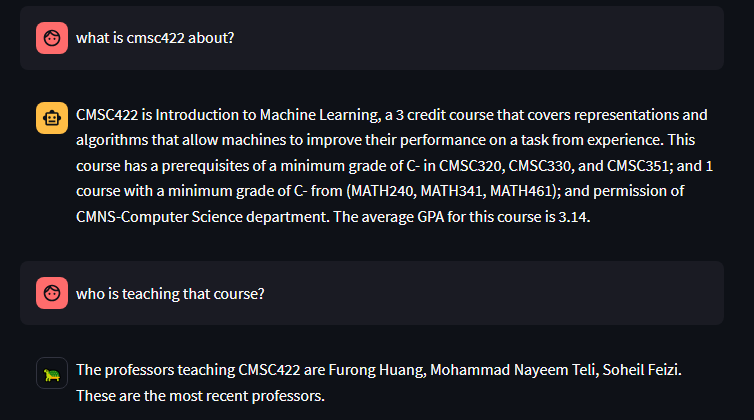 what is cmsc422 about?
CMSC422 is Introduction to Machine Learning, a 3 credit course that covers representations and
algorithms that allow machines to improve their performance on a task from experience. This
course has a prerequisites of a minimum grade of C- in CMSC320, CMSC330, and CMSC351; and 1
course with a minimum grade of C- from (MATH240, MATH341, MATH461); and permission of
CMNS-Computer Science department. The average GPA for this course is 3.14.
who is teaching that course?
The professors teaching CMSC422 are Furong Huang, Mohammad Nayeem Teli, Soheil Feizi.
These are the most recent professors.